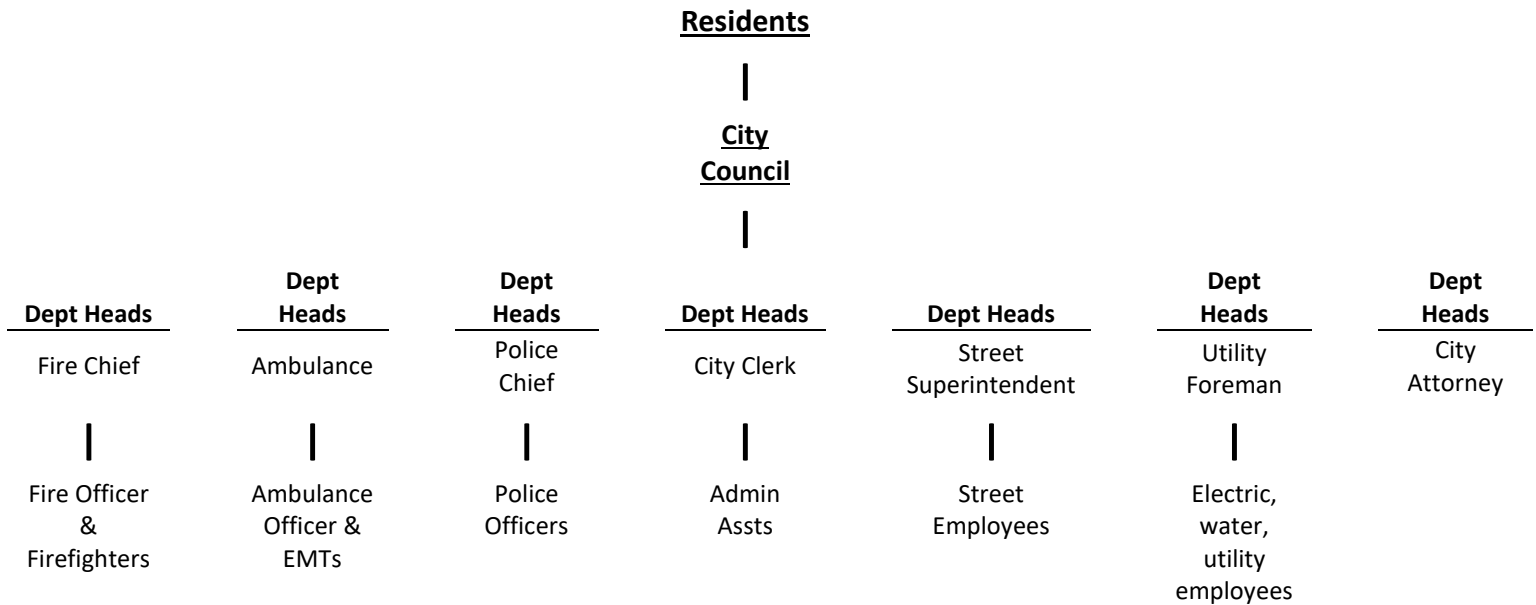 Residents
City
Council
Dept Heads
Dept
Heads
Dept
Heads
Dept Heads
Dept Heads
Dept
Heads
Dept
Heads
Fire Chief
Ambulance
Police
Chief
City Clerk
Street
Superintendent
Utility
Foreman
City
Attorney
Fire Officer
&
Firefighters
Ambulance
Officer &
EMTs
Police
Officers
Admin
Assts
Street
Employees
Electric,
water,
utility
employees